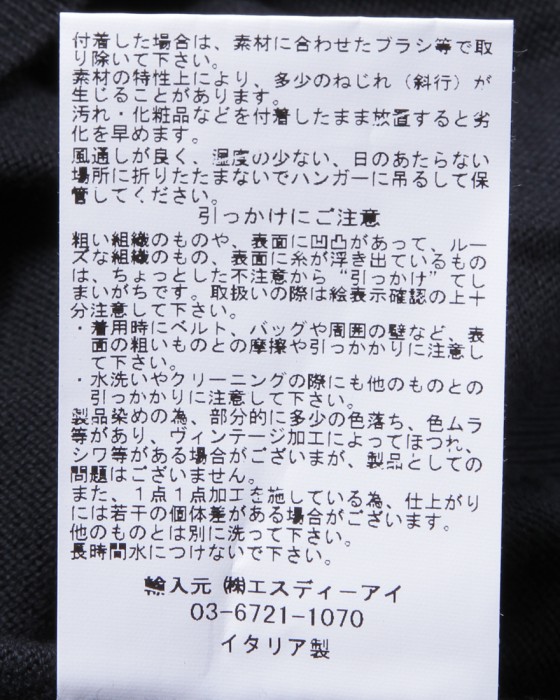 付着した場合は、素材に合わせたブラシ等で取
り除いて下さい。
素材の特性上により、多少のねじれ（斜行）が
生じることがあります。
汚れ・化粧品などを付着したまま放置すると劣
化を早めます。
風通しが良く、湿度の少ない、日のあたらない
場所に折りたたまないでハンガーに吊るして保
管してください。
引っかけにご注意
粗い組織のものや、表面に凹凸があって、ルー
ズな組織のもの、表面に糸が浮き出ているもの
は、ちょっとした不注意から“引っかけ”てし
まいがちです。取扱いの際は絵表示確認の上十
分注意して下さい。
・着用時にベルト、バッグや周囲の壁など、表
面の粗いものとの摩擦や引っかかりに注意し
て下さい。
・水洗いやクリーニングの際にも他のものとの
引っかかりに注意して下さい。
製品染めの為、部分的に多少の色落ち、色ムラ
等があり、ヴィンテージ加工によってほつれ、
シワ等がある場合がございまが、製品としての
問題はございません。
また、１点１点加工を施している為、仕上がり
には若干の個体差がある場合がございます。
他のものとは別に洗って下さい。
長時間水につけないで下さい。
輸入元 ㈱エスディーアイ
03-6721-1070
イタリア製